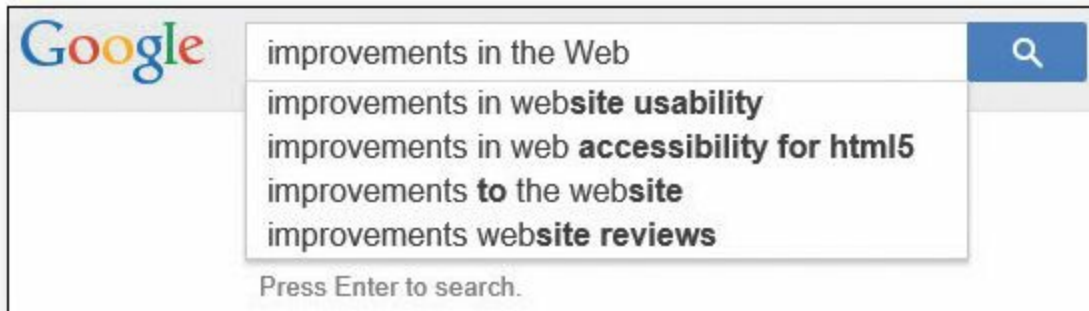 Google
improvements in the Web
improvements in website usability
improvements in web accessibility for html5
improvements to the website
improvements website reviews
Press Enter to search.